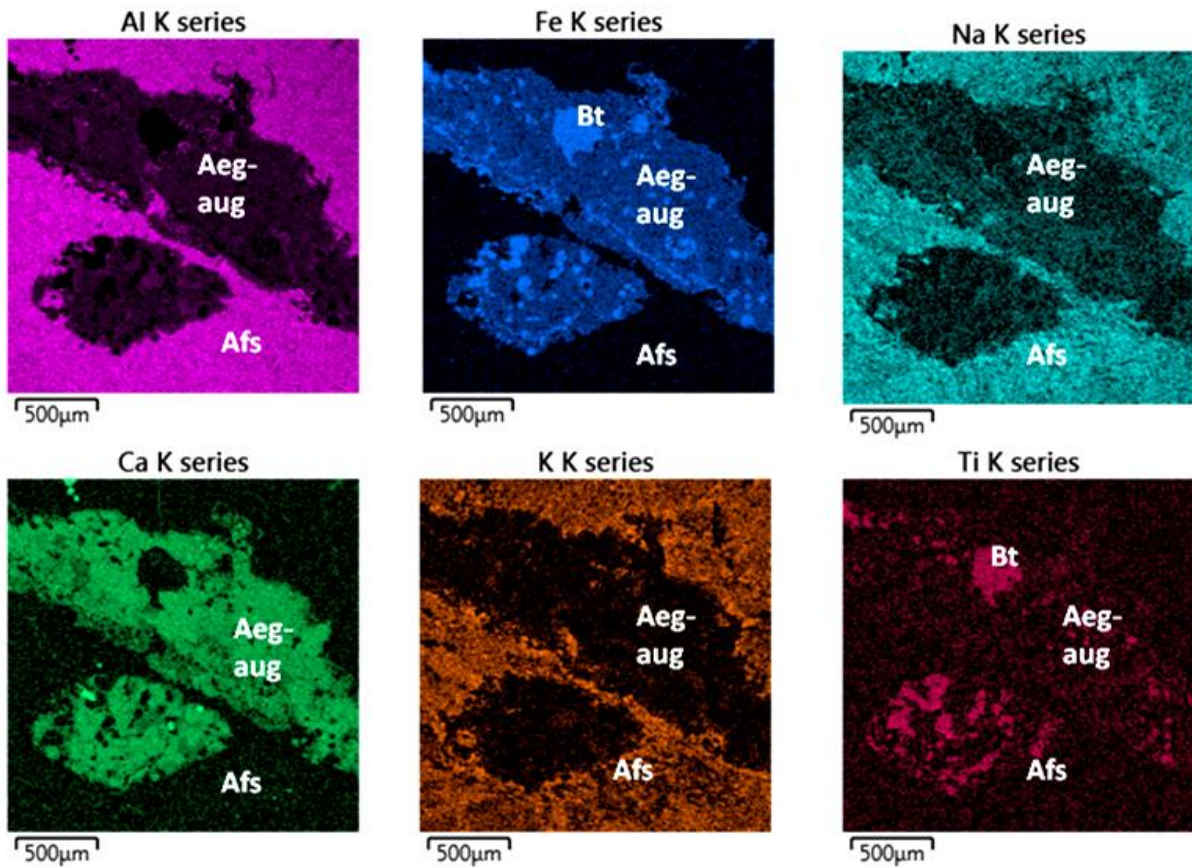 Al K series
Fe K series
Na K series
Bt
Aeg-
aug
Aeg-
aug
Aeg-
aug
Afs
Afs
Afs
500µm
500µm
500µm
Ca K series
K K series
Ti K series
Bt
Aeg-
aug
Aeg-
aug
Aeg-
aug
Afs
Afs
Afs
500µm
500µm
500µm